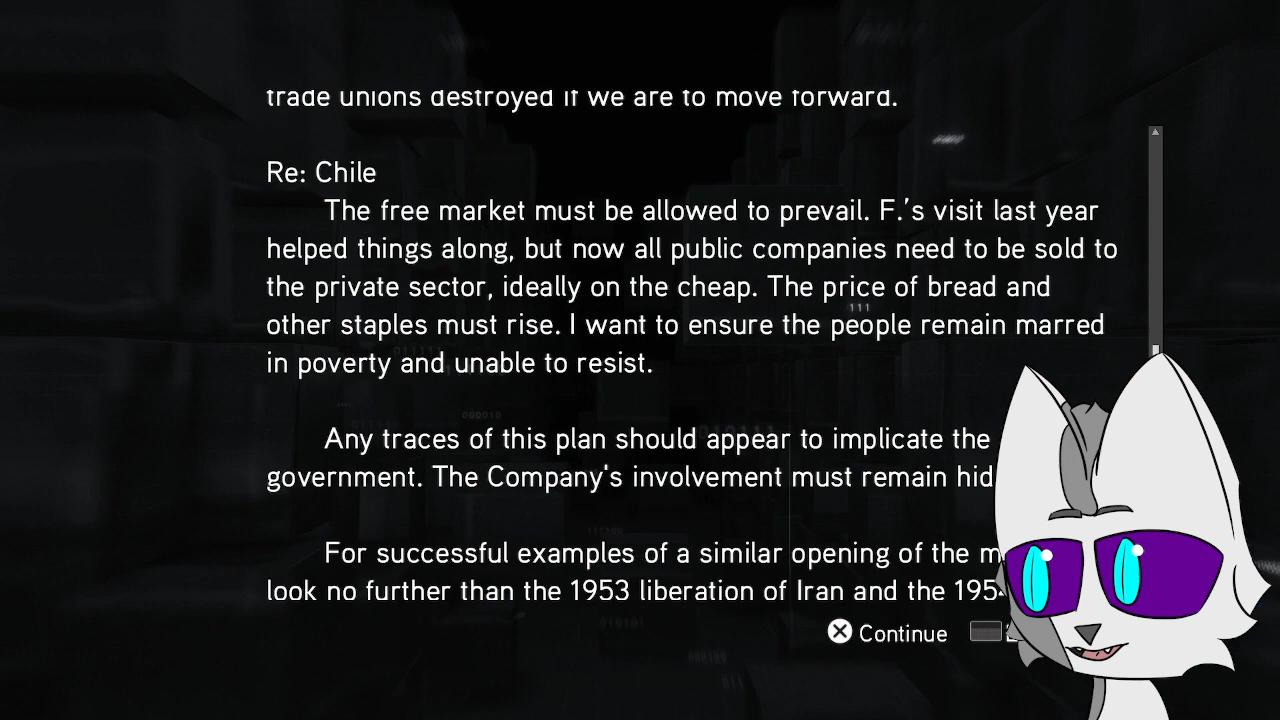 trade unions destroyed if we are to move forward.
Re: Chile
The free market must be allowed to prevail. F.'s visit last year
helped things along, but now all public companies need to be sold to
the private sector, ideally on the cheap. The price of bread and
111
other staples must rise. I want to ensure the people remain marred
in poverty and unable to resist.
000010
Any traces of this plan should appear to implicate the
government. The Company's involvement must remain hid
For successful examples of a similar opening of the m
look no further than the 1953 liberation of Iran and the 195
Continue